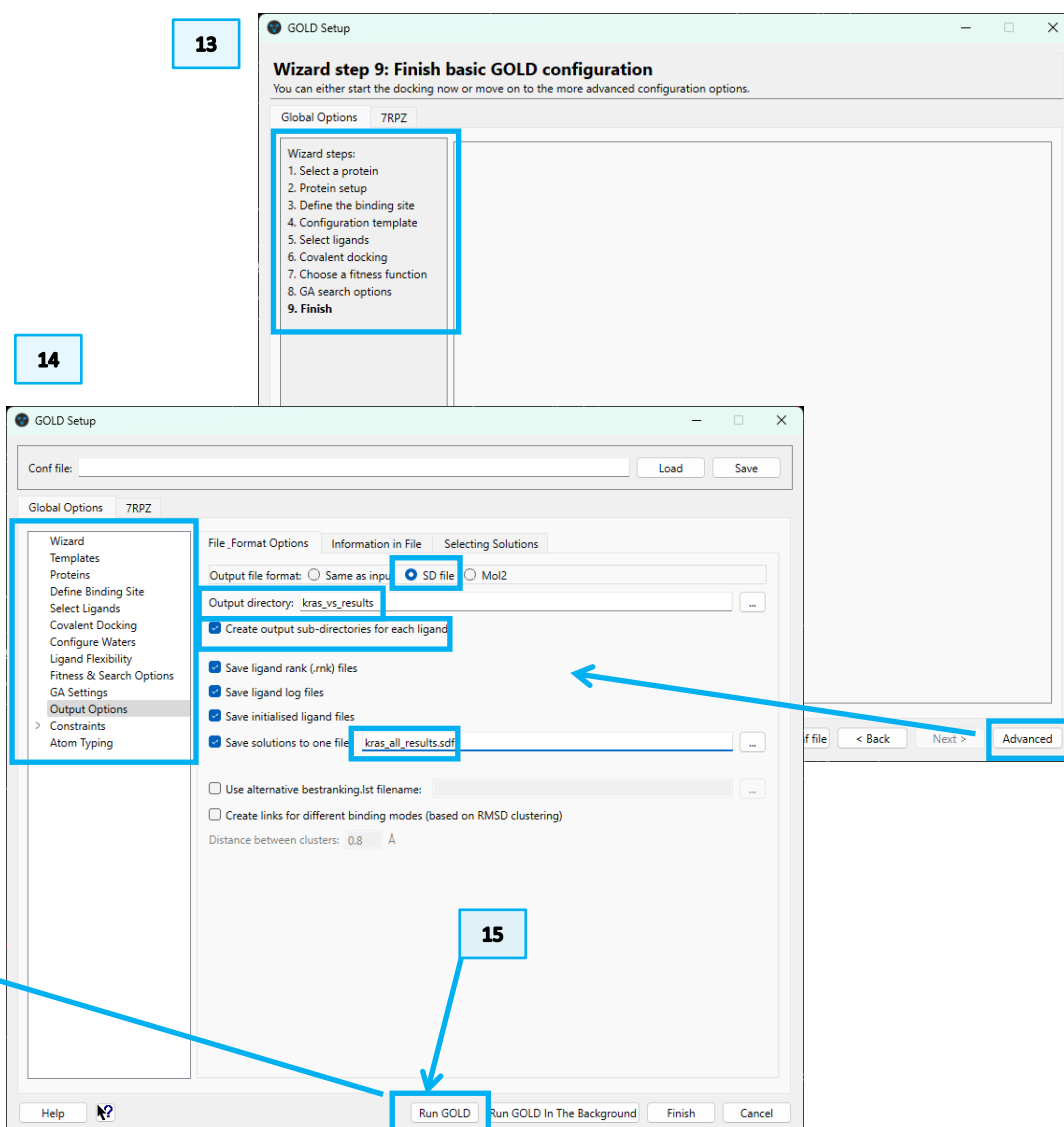 13
GOLD Setup
Wizard step 9: Finish basic GOLD configuration
You can either start the docking now or move on to the more advanced configuration options.
Global Options 7RPZ
Wizard steps:
1. Select a protein
2. Protein setup
3. Define the binding site
4. Configuration template
5. Select ligands
6. Covalent docking
7. Choose a fitness function
8. GA search options
9. Finish
file < Back Next > Advanced
14
GOLD Setup
Conf file: Load Save
Global Options 7RPZ
Wizard
Templates
Proteins
Define Binding Site
Select Ligands
Covalent Docking
Configure Waters
Ligand Flexibility
Fitness & Search Options
GA Settings
Output Options
> Constraints
Atom Typing
File_Format Options Information in File Selecting Solutions
Output file format: Same as inpu SD file Mol2
Output directory: kras_vs_results ...
Create output sub-directories for each ligand
Save ligand rank (.rnk) files
Save ligand log files
Save initialised ligand files
Save solutions to one file kras_all_results.sdf ...
Use alternative bestranking.lst filename: ...
Create links for different binding modes (based on RMSD clustering)
Distance between clusters: 0.8 Å
15
Help Run GOLD Run GOLD In The Background Finish Cancel